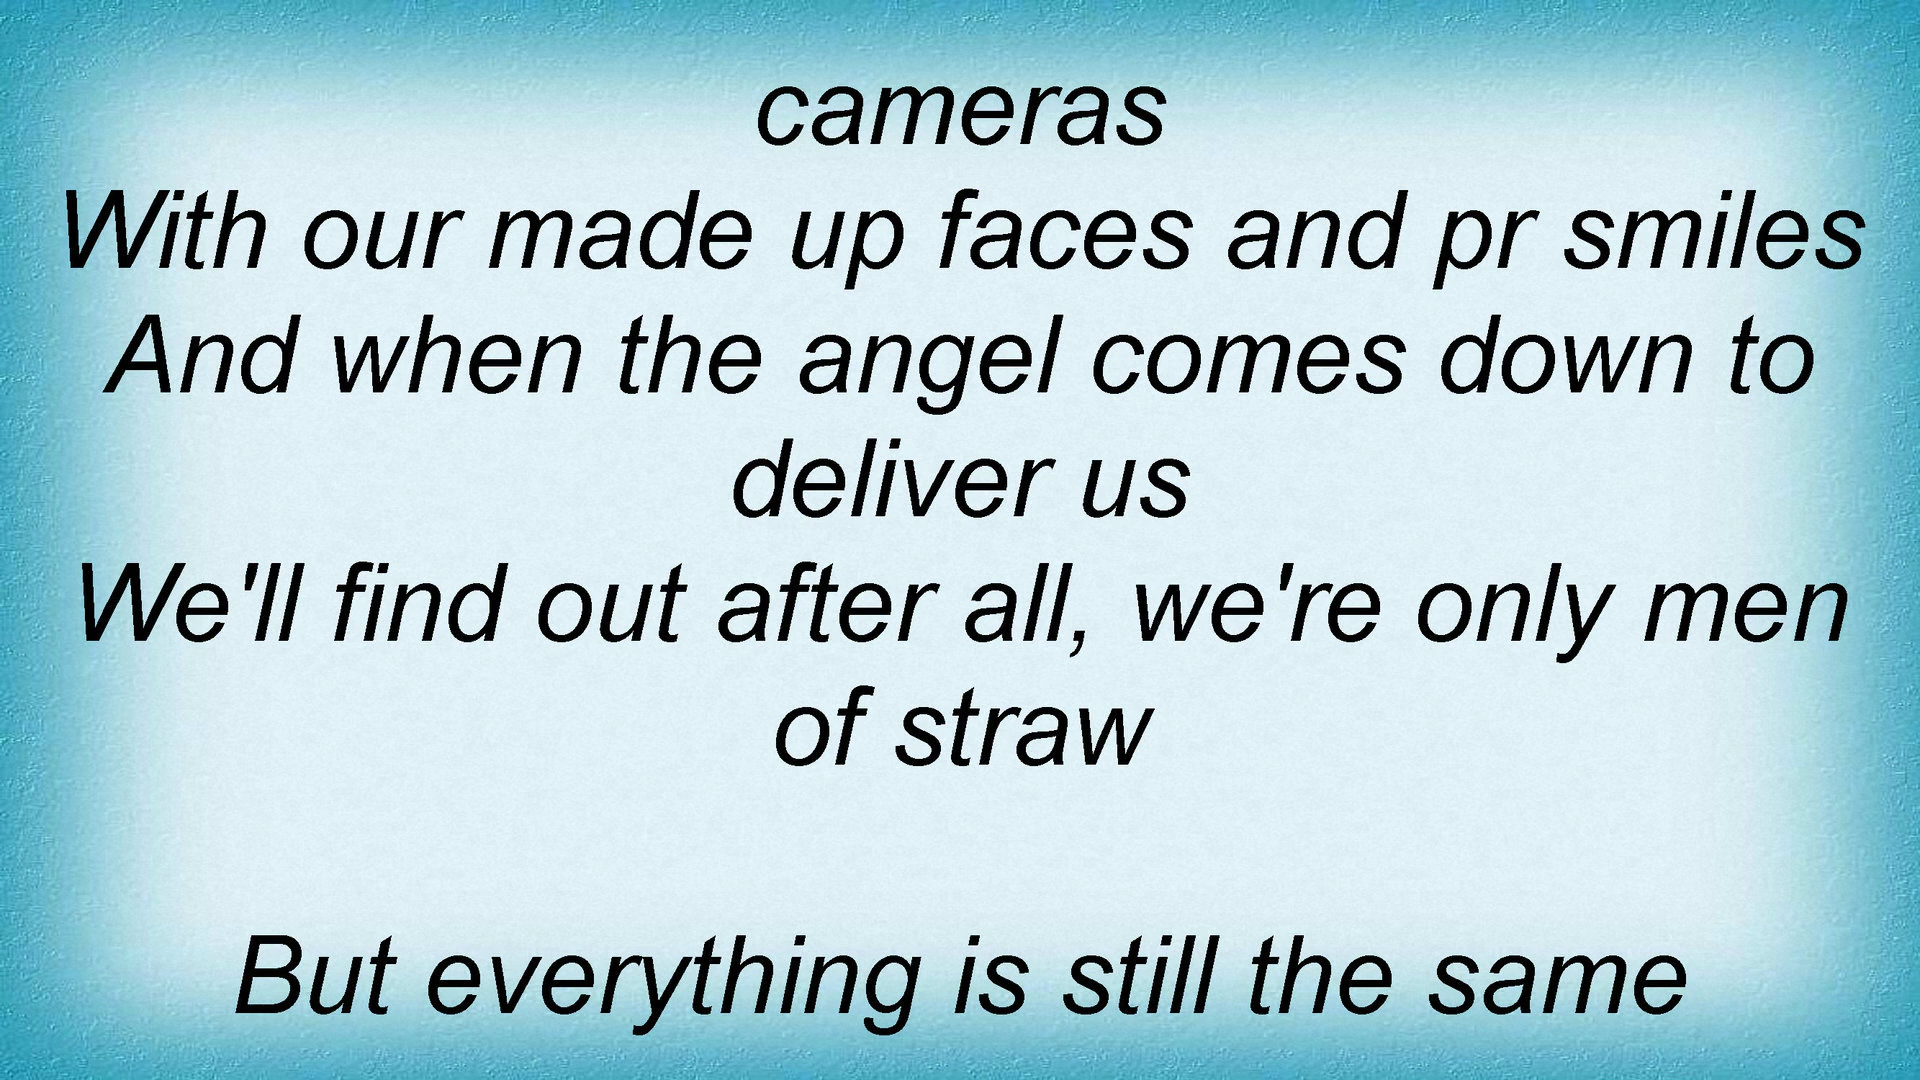 cameras
With our made up faces and pr smiles
And when the angel comes down to
deliver us
We'll find out after all, we're only men
of straw
But everything is still the same